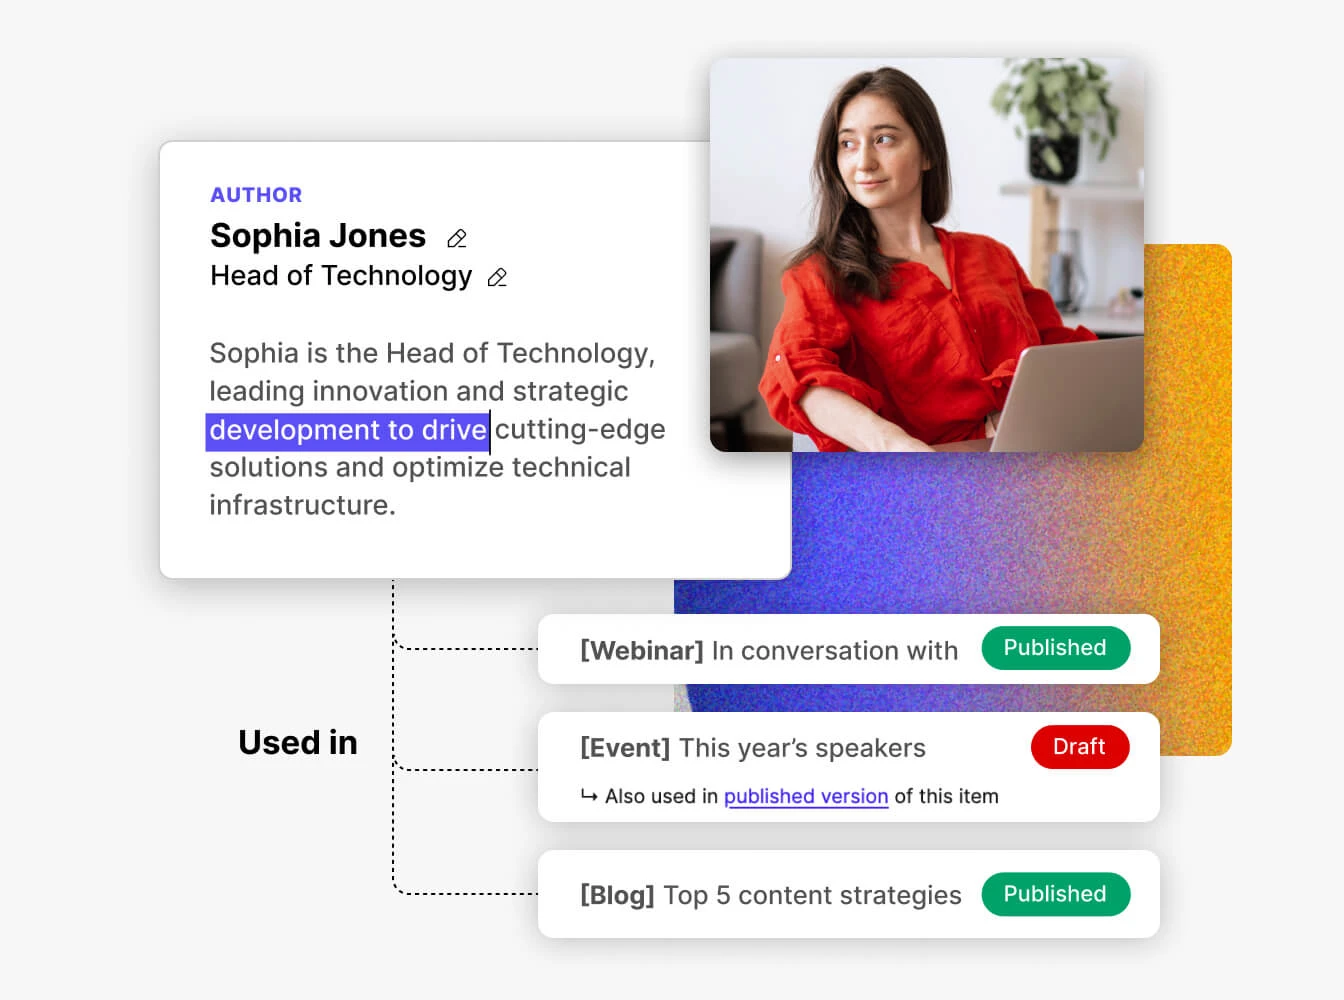 AUTHOR
Sophia Jones
Head of Technology
Sophia is the Head of Technology,
leading innovation and strategic
development to drive cutting-edge
solutions and optimize technical
infrastructure.
Used in
[Webinar] In conversation with Published
[Event] This year’s speakers Draft
↳ Also used in published version of this item
[Blog] Top 5 content strategies Published